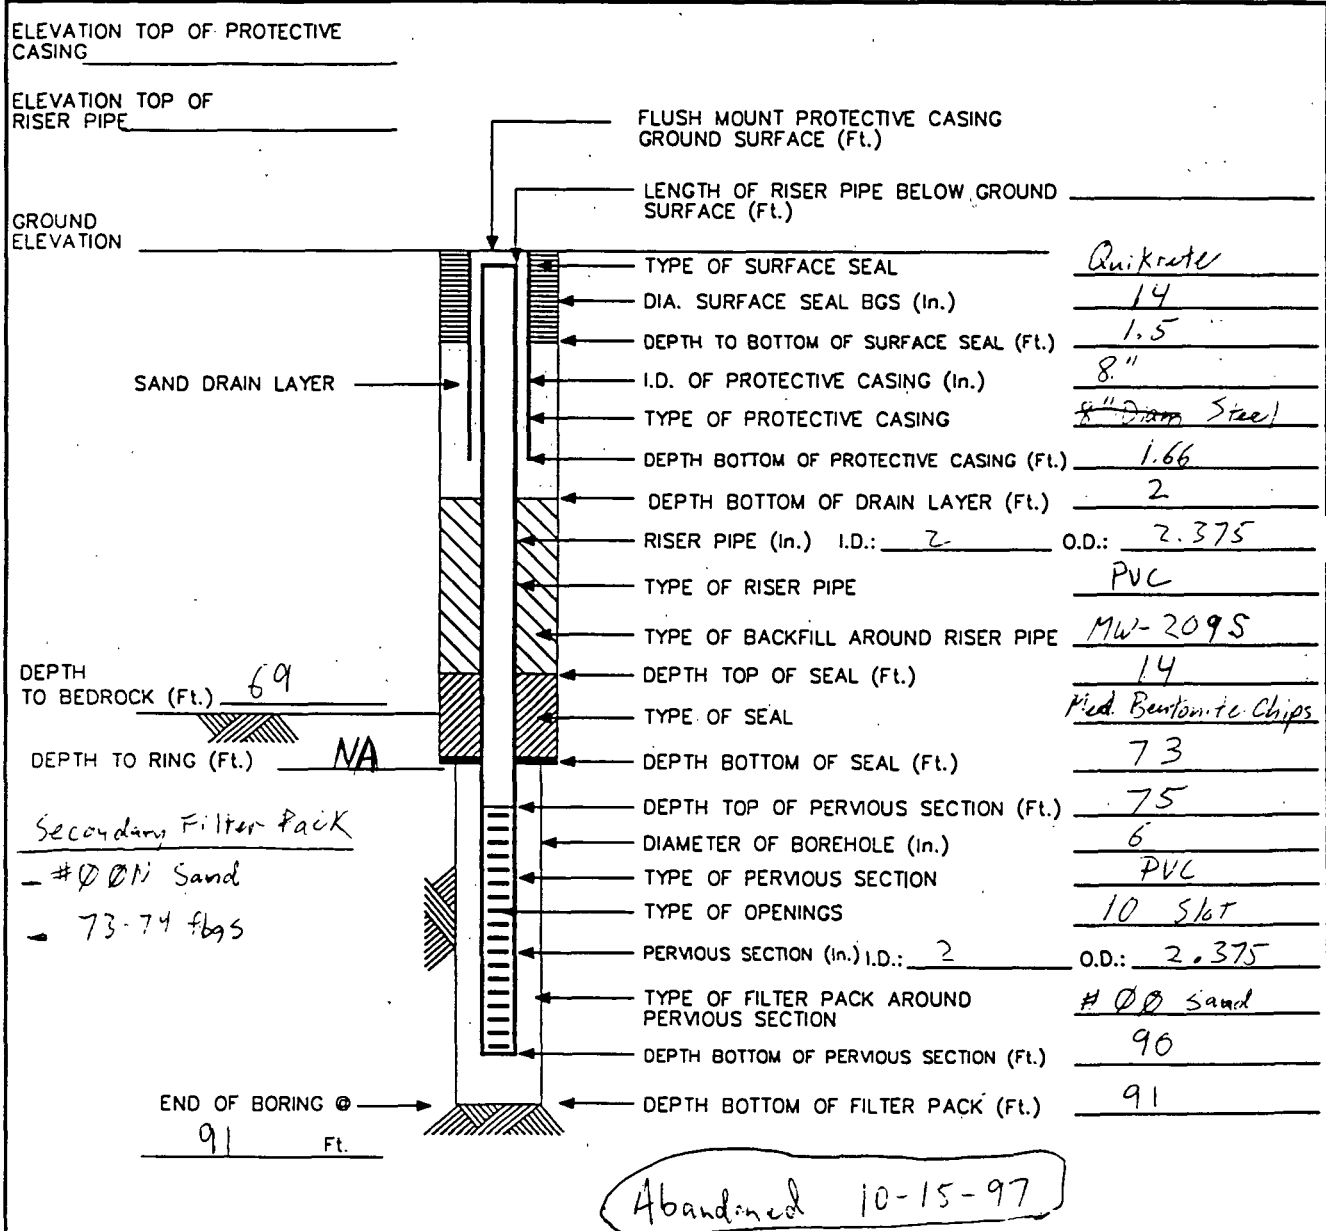 ELEVATION TOP OF PROTECTIVE
CASING
ELEVATION TOP OF
RISER PIPE
FLUSH MOUNT PROTECTIVE CASING
GROUND SURFACE (Ft.)
LENGTH OF RISER PIPE BELOW GROUND
SURFACE (Ft.)
GROUND
ELEVATION
TYPE OF SURFACE SEAL Quikrete
DIA. SURFACE SEAL BGS (In.) 14
DEPTH TO BOTTOM OF SURFACE SEAL (Ft.) 1.5
SAND DRAIN LAYER
I.D. OF PROTECTIVE CASING (In.) 8"
TYPE OF PROTECTIVE CASING 8" Diam Steel
DEPTH BOTTOM OF PROTECTIVE CASING (Ft.) 1.66
DEPTH BOTTOM OF DRAIN LAYER (Ft.) 2
RISER PIPE (In.) I.D.: 2 O.D.: 2.375
TYPE OF RISER PIPE PVC
TYPE OF BACKFILL AROUND RISER PIPE MW-209S
DEPTH
TO BEDROCK (Ft.) 69
DEPTH TOP OF SEAL (Ft.) 14
TYPE OF SEAL Med. Bentonite Chips
DEPTH TO RING (Ft.) NA
DEPTH BOTTOM OF SEAL (Ft.) 73
DEPTH TOP OF PERVIOUS SECTION (Ft.) 75
Secondary Filter Pack
- #ØØN Sand
- 73-74 fbgs
DIAMETER OF BOREHOLE (In.) 6
TYPE OF PERVIOUS SECTION PVC
TYPE OF OPENINGS 10 Slot
PERVIOUS SECTION (In.) I.D.: 2 O.D.: 2.375
TYPE OF FILTER PACK AROUND
PERVIOUS SECTION # ØØ Sand
DEPTH BOTTOM OF PERVIOUS SECTION (Ft.) 90
END OF BORING @
91 Ft.
DEPTH BOTTOM OF FILTER PACK (Ft.) 91
Abandoned 10-15-97